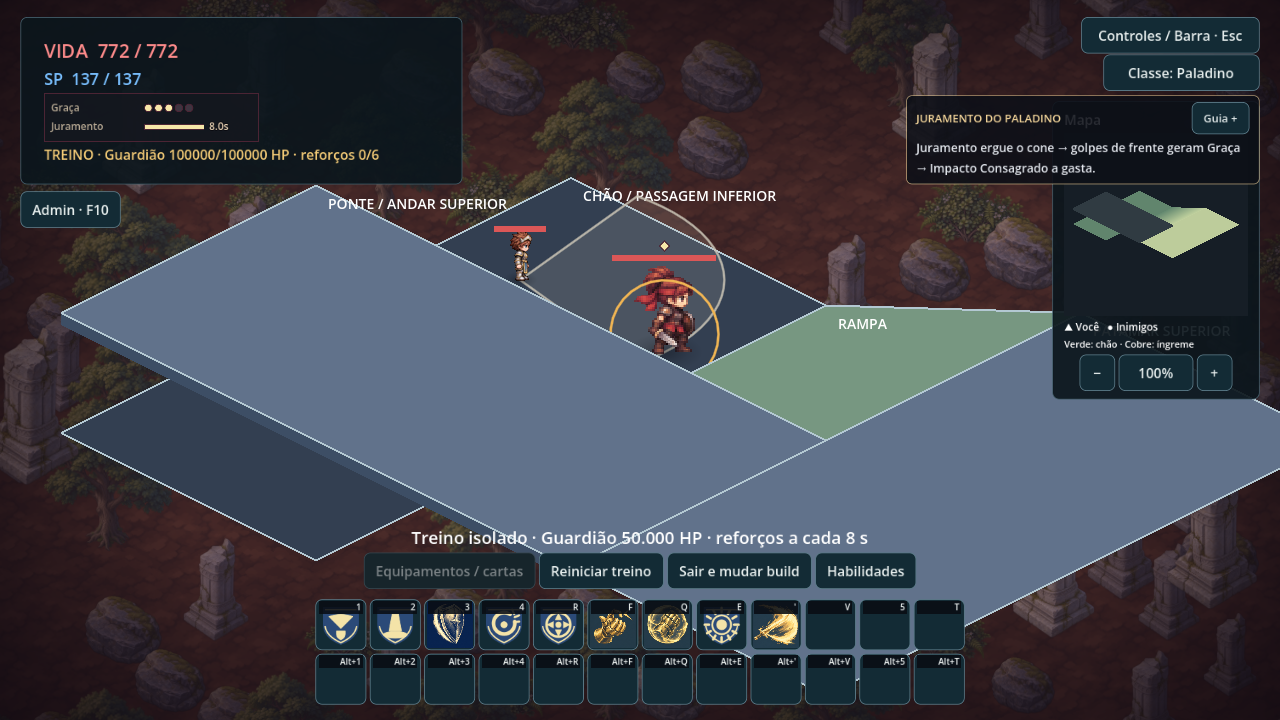 VIDA 772 / 772
SP 137 / 137
Graça
Juramento 8.0s
TREINO · Guardião 100000/100000 HP · reforços 0/6
Admin · F10
Controles / Barra · Esc
Classe: Paladino
JURAMENTO DO PALADINO
Mapa
Guia +
Juramento ergue o cone → golpes de frente geram Graça
→ Impacto Consagrado a gasta.
PONTE / ANDAR SUPERIOR
CHÃO / PASSAGEM INFERIOR
RAMPA
▲ Você ● Inimigos
SUPERIOR
Verde: chão · Cobre: íngreme
− 100% +
Treino isolado · Guardião 50.000 HP · reforços a cada 8 s
Equipamentos / cartas
Reiniciar treino
Sair e mudar build
Habilidades
1 2 3 4 R F Q E ' V 5 T
Alt+1 Alt+2 Alt+3 Alt+4 Alt+R Alt+F Alt+Q Alt+E Alt+' Alt+V Alt+5 Alt+T